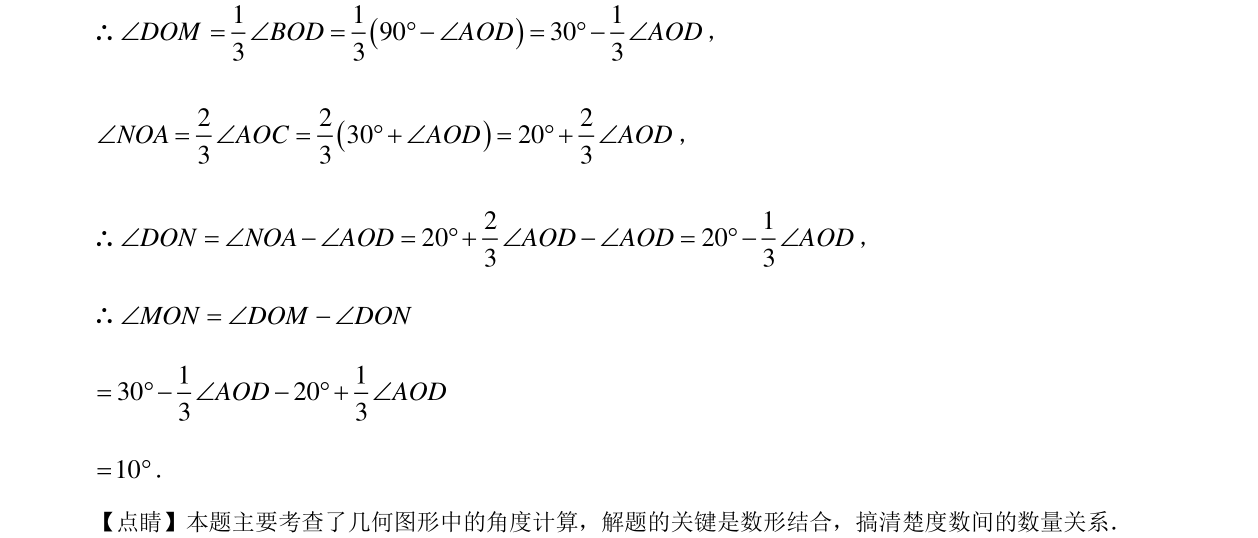 ∴ ∠DOM = 1/3 ∠BOD = 1/3 (90° − ∠AOD) = 30° − 1/3 ∠AOD，
∠NOA = 2/3 ∠AOC = 2/3 (30° + ∠AOD) = 20° + 2/3 ∠AOD，
∴ ∠DON = ∠NOA − ∠AOD = 20° + 2/3 ∠AOD − ∠AOD = 20° − 1/3 ∠AOD，
∴ ∠MON = ∠DOM − ∠DON
= 30° − 1/3 ∠AOD − 20° + 1/3 ∠AOD
= 10°．
【点睛】本题主要考查了几何图形中的角度计算，解题的关键是数形结合，搞清楚度数间的数量关系．